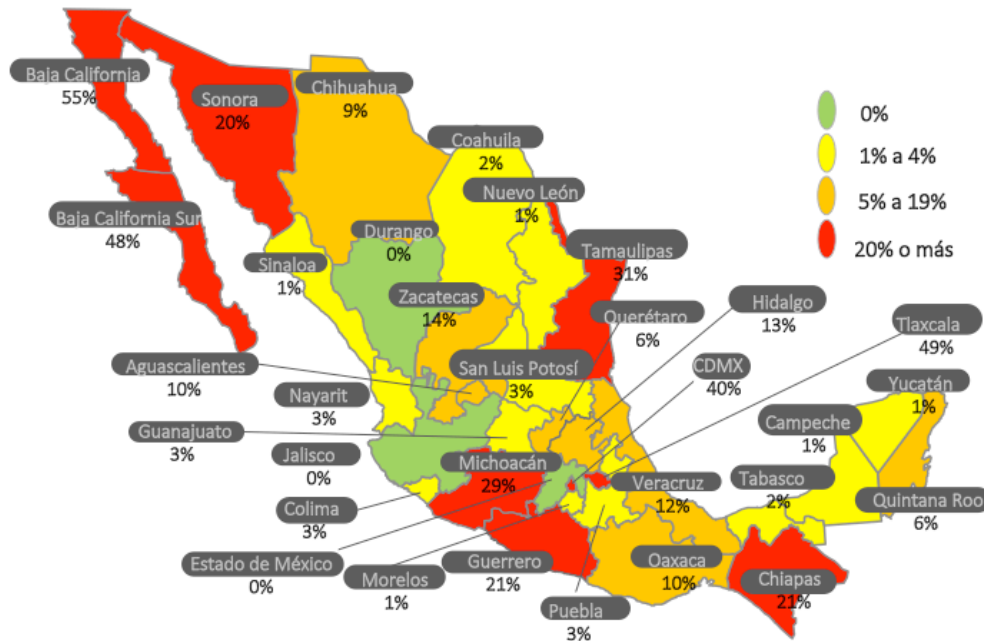 Baja California
55%
Sonora
20%
Chihuahua
9%
Coahuila
2%
Nuevo León
1%
Baja California Sur
48%
Durango
0%
Sinaloa
1%
Tamaulipas
31%
Zacatecas
14%
Querétaro
6%
Hidalgo
13%
Tlaxcala
49%
Aguascalientes
10%
San Luis Potosí
3%
CDMX
40%
Nayarit
3%
Yucatán
1%
Guanajuato
3%
Campeche
1%
Jalisco
0%
Michoacán
29%
Veracruz
12%
Tabasco
2%
Colima
3%
Quintana Roo
6%
Estado de México
0%
Morelos
1%
Guerrero
21%
Puebla
3%
Oaxaca
10%
Chiapas
21%
0%
1% a 4%
5% a 19%
20% o más